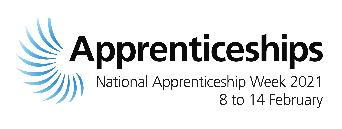 Apprenticeships
National Apprenticeship Week 2021
8 to 14 February